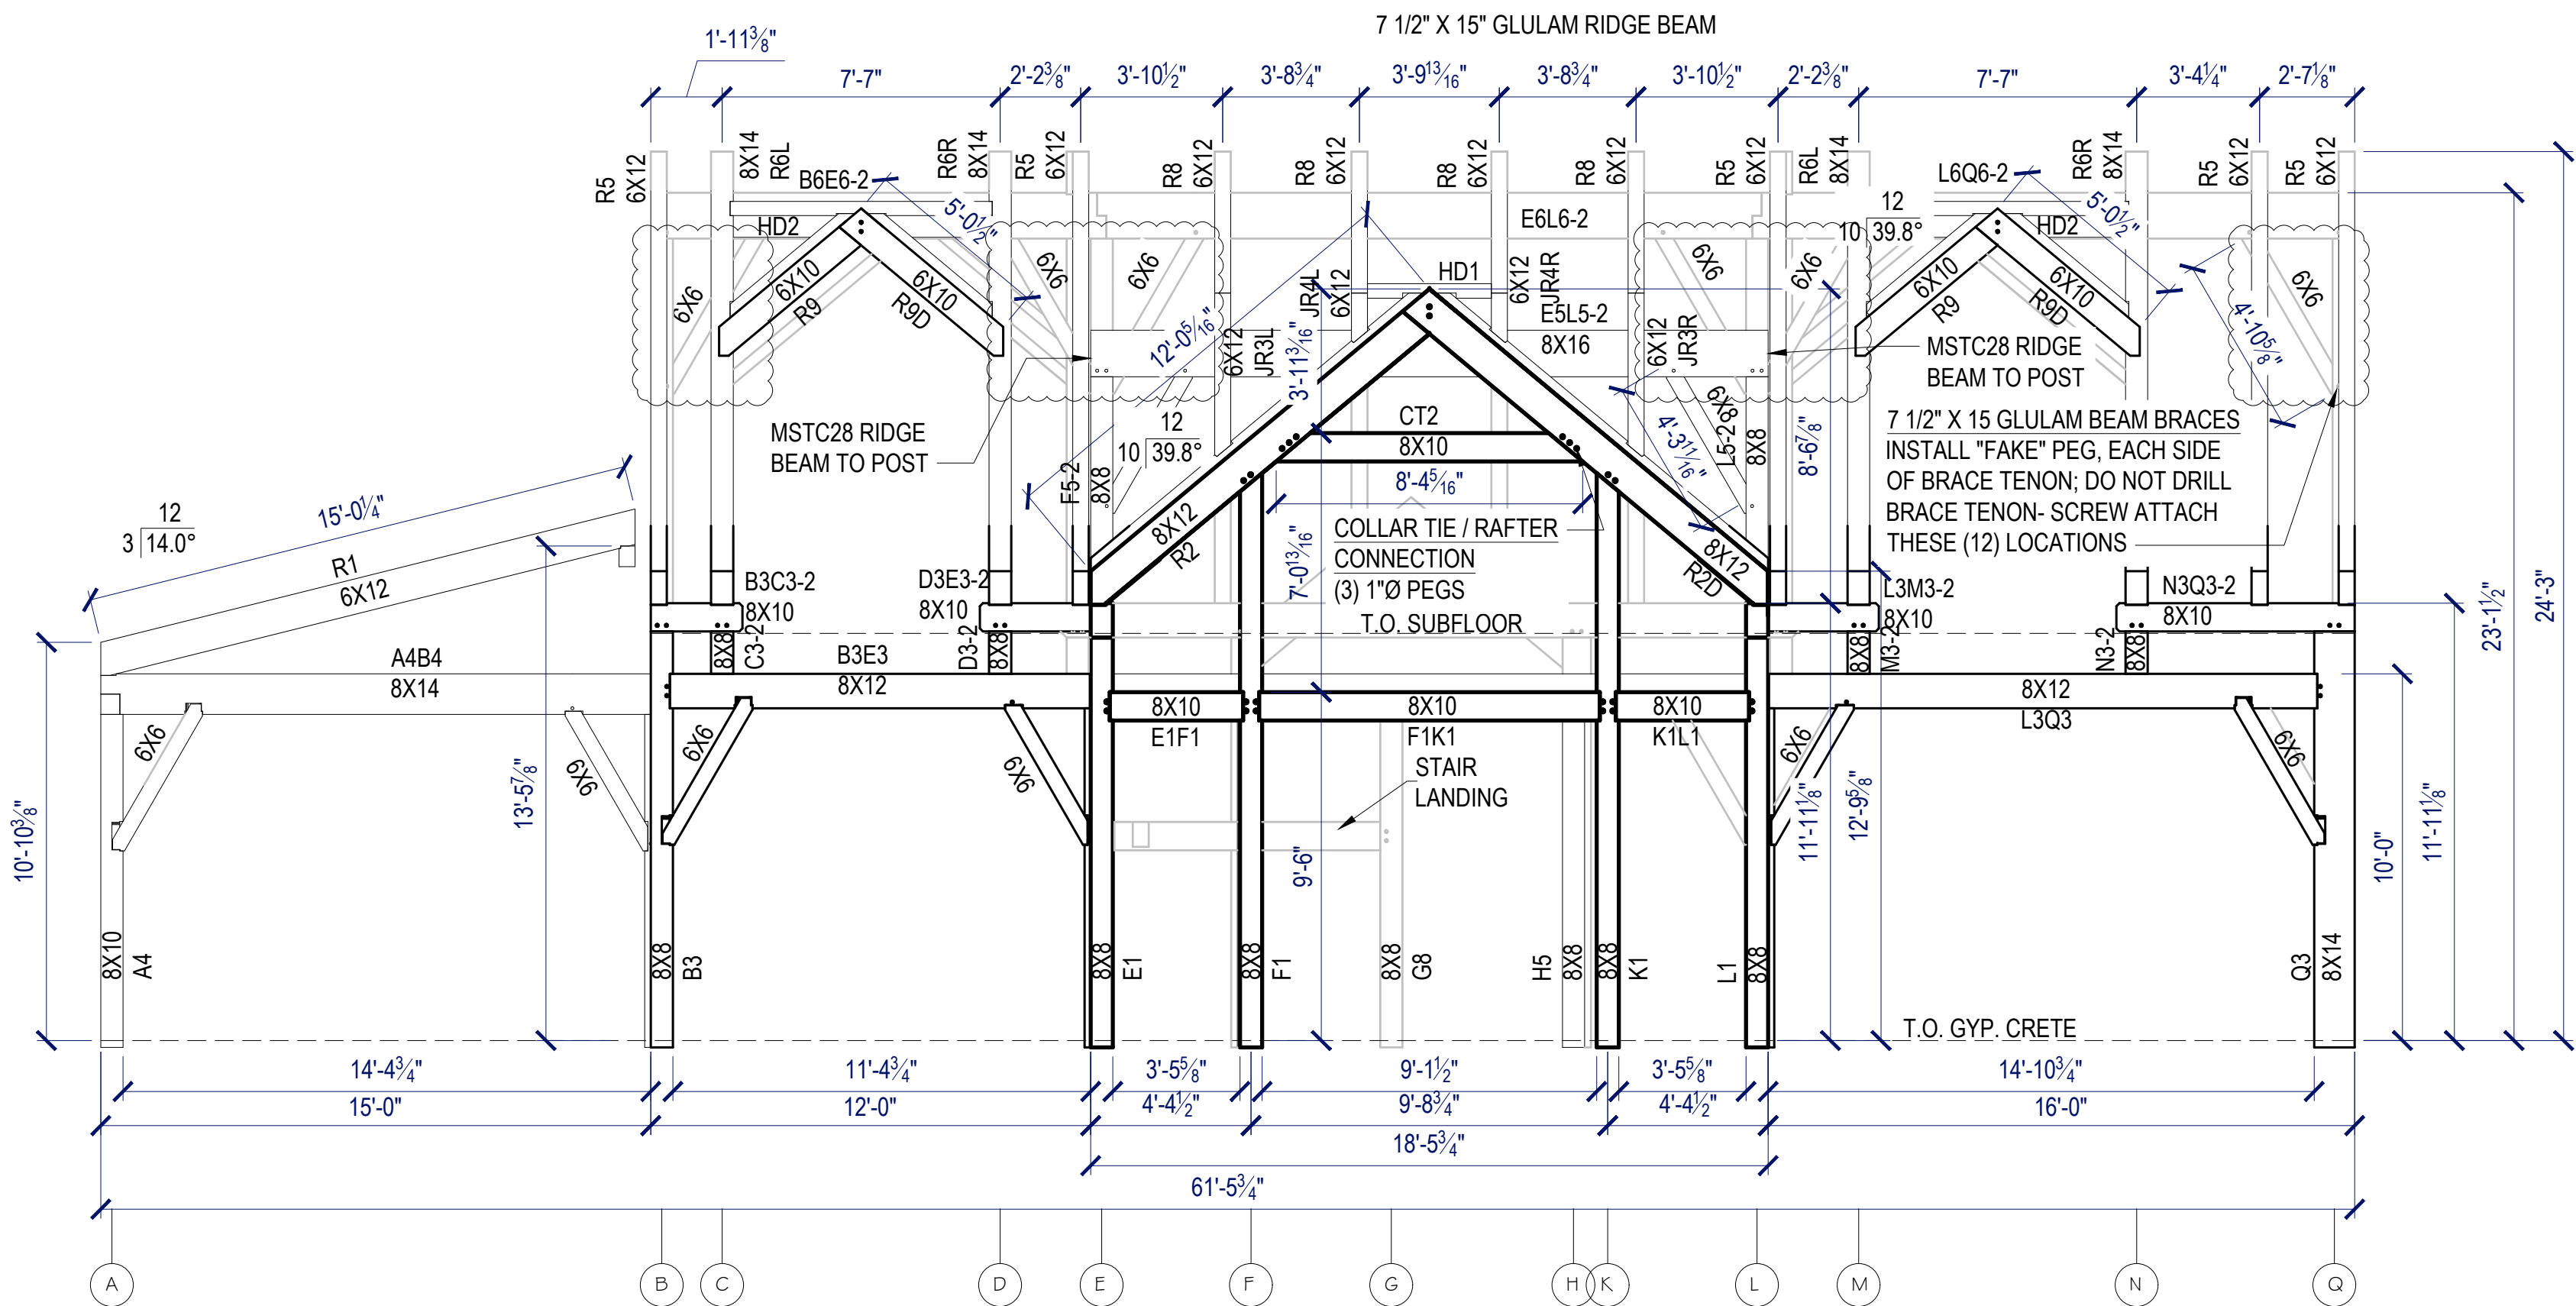 7 1/2" X 15" GLULAM RIDGE BEAM
1'-11⅜"
7'-7"
2'-2⅜"
3'-10½"
3'-8¾"
3'-9¹³⁄₁₆"
3'-8¾"
3'-10½"
2'-2⅜"
7'-7"
3'-4¼"
2'-7⅛"
R5
6X12
8X14
R6L
B6E6-2
R6R
8X14
R5
6X12
R8
6X12
R8
6X12
R8
6X12
R8
6X12
R5
6X12
R6L
8X14
L6Q6-2
R6R
8X14
R5
6X12
R5
6X12
HD2
5'-0½"
6X6
6X10
R9
6X10
R9D
6X6
6X6
E6L6-2
6X6
6X6
12
10
39.8°
HD2
5'-0½"
6X10
R9
6X10
R9D
6X6
4'-10⅝"
HD1
JR4L
6X12
6X12
JR4R
E5L5-2
8X16
12'-0⁵⁄₁₆"
3'-11¹³⁄₁₆"
6X12
JR3L
6X12
JR3R
MSTC28 RIDGE
BEAM TO POST
MSTC28 RIDGE
BEAM TO POST
12
10
39.8°
F5-2
8X8
CT2
8X10
8'-4⁵⁄₁₆"
6X8
L5-2
8X8
4'-3¹¹⁄₁₆"
8'-6⅞"
7 1/2" X 15 GLULAM BEAM BRACES
INSTALL "FAKE" PEG, EACH SIDE
OF BRACE TENON; DO NOT DRILL
BRACE TENON- SCREW ATTACH
THESE (12) LOCATIONS
COLLAR TIE / RAFTER
CONNECTION
(3) 1"Ø PEGS
T.O. SUBFLOOR
8X12
R2
8X12
R2D
7'-0¹³⁄₁₆"
12
3
14.0°
15'-0¼"
R1
6X12
B3C3-2
8X10
D3E3-2
8X10
L3M3-2
8X10
N3Q3-2
8X10
8X8
C3-2
D3-2
8X8
8X8
M3-2
N3-2
8X8
A4B4
8X14
B3E3
8X12
8X12
L3Q3
8X10
E1F1
8X10
F1K1
8X10
K1L1
6X6
6X6
6X6
6X6
6X6
6X6
STAIR
LANDING
10'-10⅜"
13'-5⅞"
9'-6"
11'-11⅛"
12'-9⅝"
10'-0"
11'-11⅛"
23'-1½"
24'-3"
8X10
A4
8X8
B3
8X8
E1
8X8
F1
8X8
G8
H5
8X8
8X8
K1
L1
8X8
Q3
8X14
T.O. GYP. CRETE
14'-4¾"
11'-4¾"
3'-5⅝"
9'-1½"
3'-5⅝"
14'-10¾"
15'-0"
12'-0"
4'-4½"
9'-8¾"
4'-4½"
16'-0"
18'-5¾"
61'-5¾"
A
B
C
D
E
F
G
H
K
L
M
N
Q